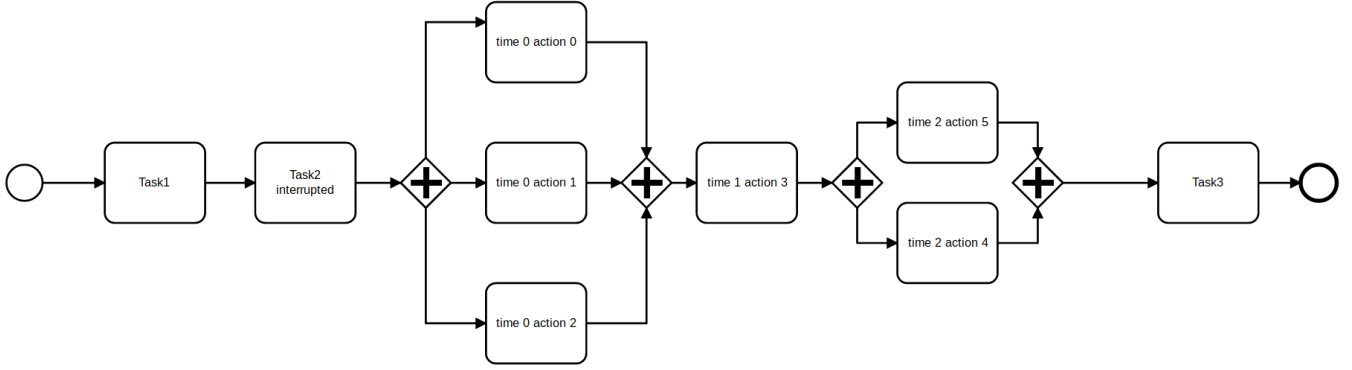 Task1
Task2
interrupted
time 0 action 0
time 0 action 1
time 0 action 2
time 1 action 3
time 2 action 5
time 2 action 4
Task3